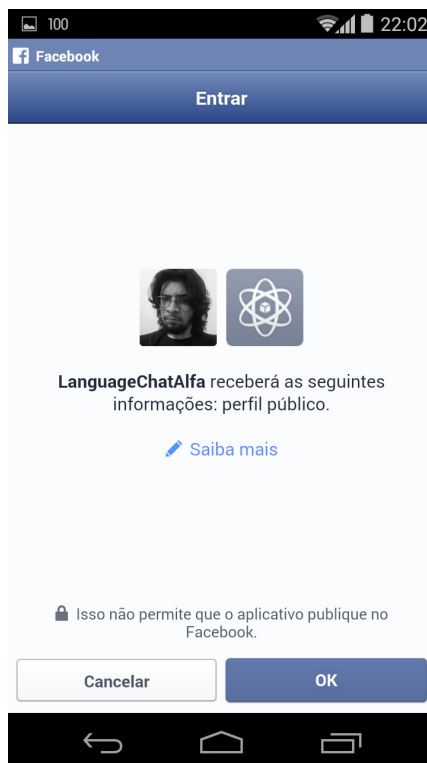 100
22:02
Facebook
Entrar
LanguageChatAlfa receberá as seguintes
informações: perfil público.
Saiba mais
Isso não permite que o aplicativo publique no
Facebook.
Cancelar
OK